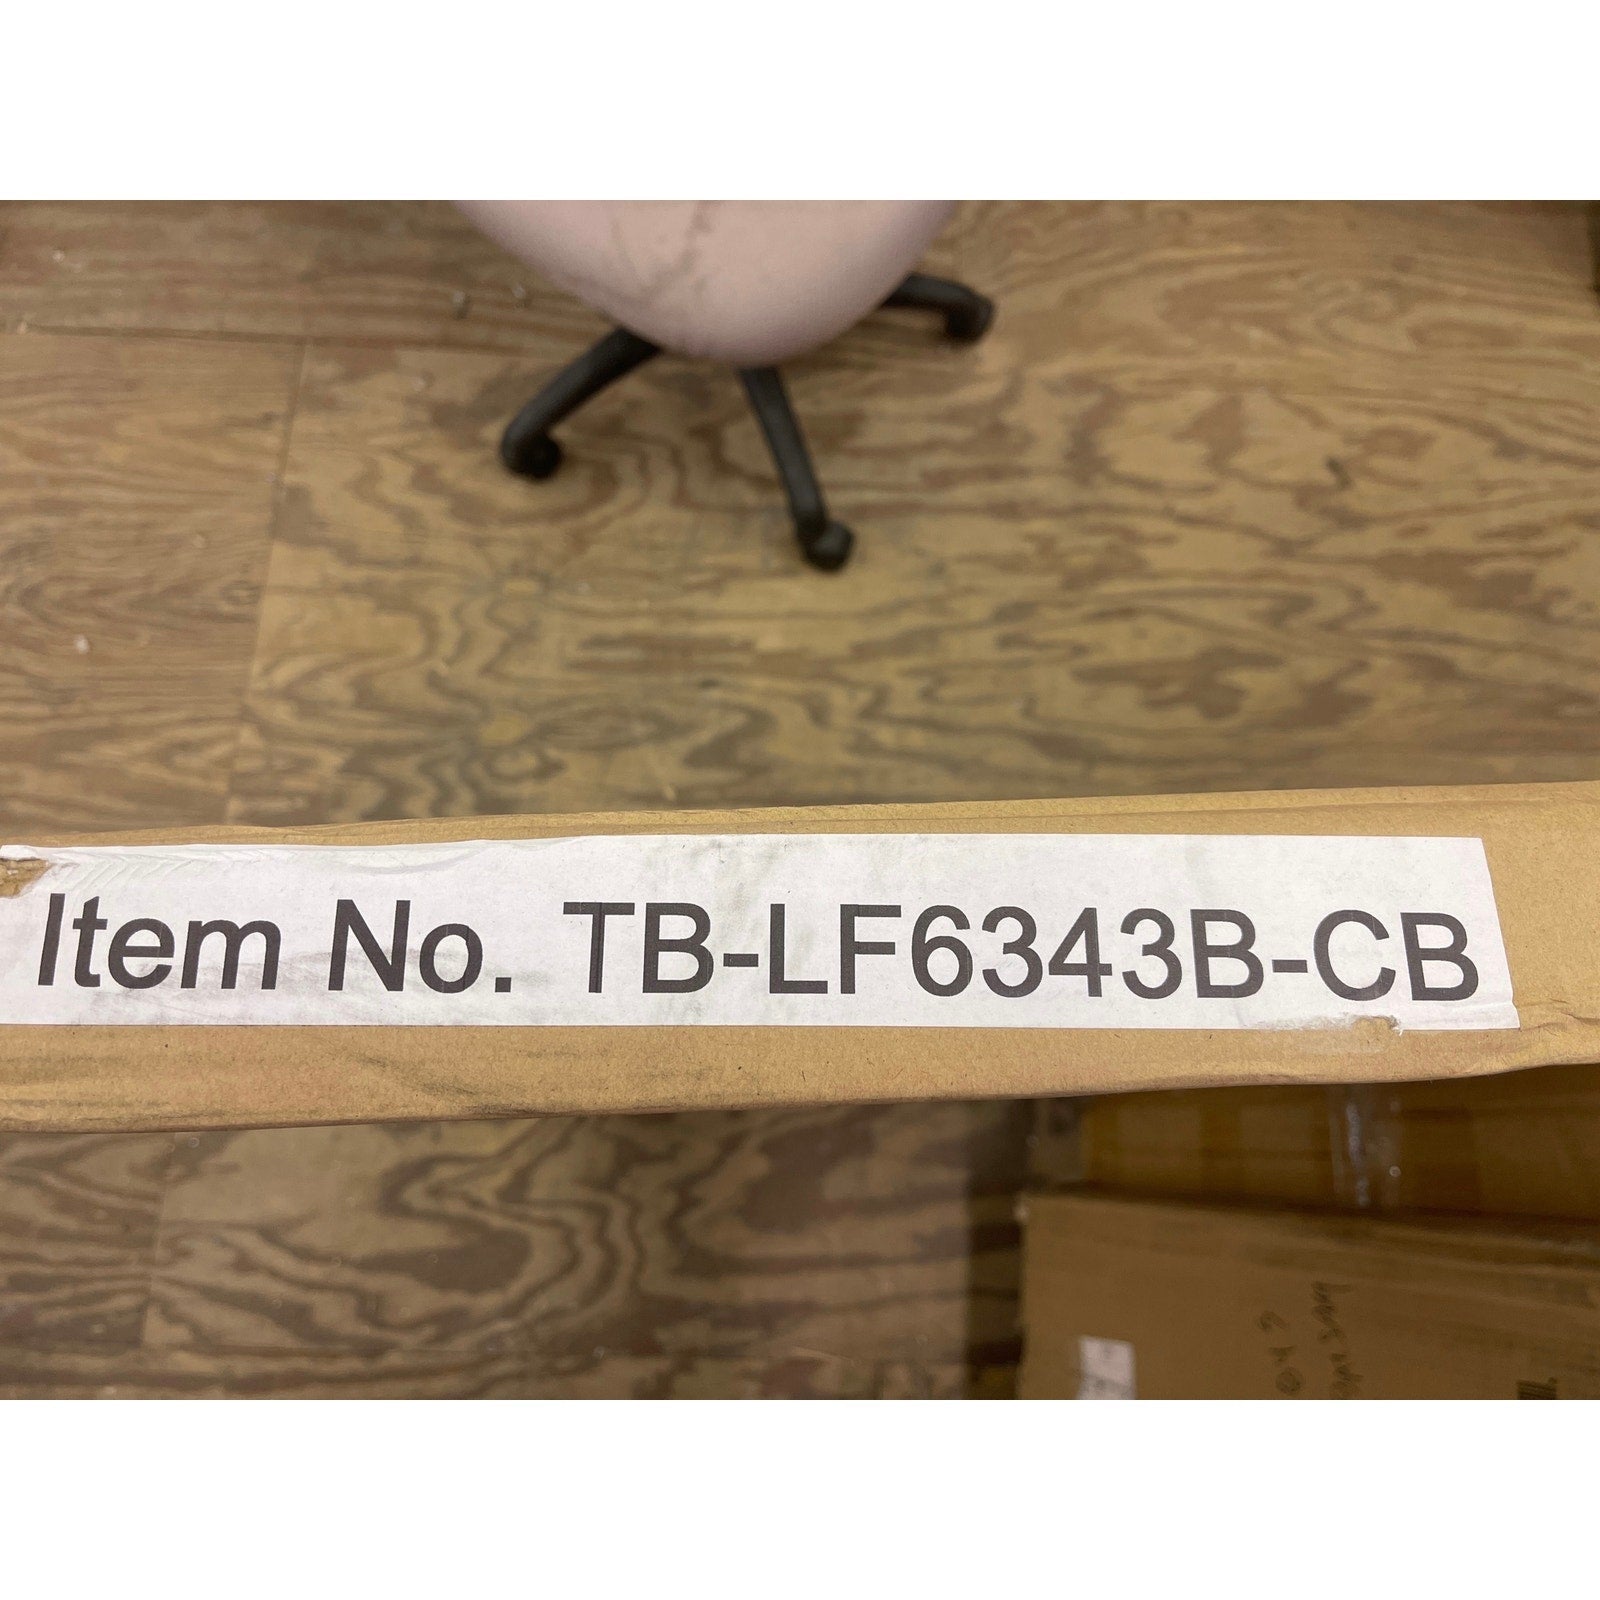 Item No. TB-LF6343B-CB